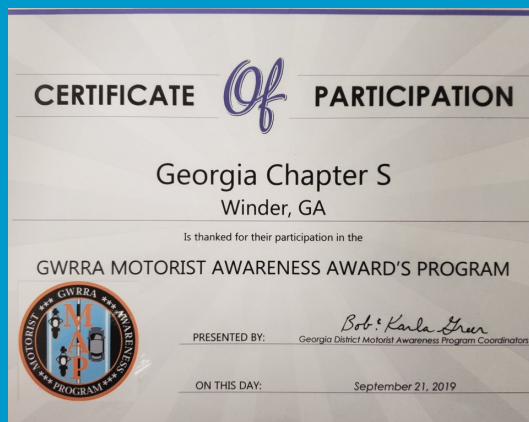 CERTIFICATE Of PARTICIPATION
Georgia Chapter S
Winder, GA
Is thanked for their participation in the
GWRRA MOTORIST AWARENESS AWARD'S PROGRAM
*** GWRRA ***
MOTORIST AWARENESS
MAP
PROGRAM
PRESENTED BY:
Bob & Karla Greer
Georgia District Motorist Awareness Program Coordinators
ON THIS DAY:
September 21, 2019